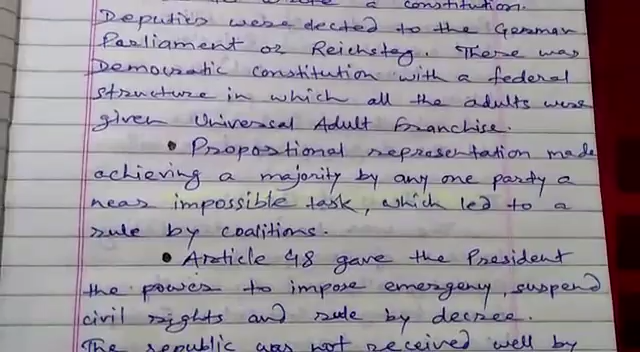 a constitution.
Deputies were elected to the German
Parliament or Reichstag. There was
Democratic constitution with a federal
structure in which all the adults were
given Universal Adult Franchise.
• Proportional representation made
achieving a majority by any one party a
near impossible task, which led to a
rule by coalitions.
• Article 48 gave the President
the power to impose emergency, suspend
civil rights and rule by decree.
The republic was not received well by